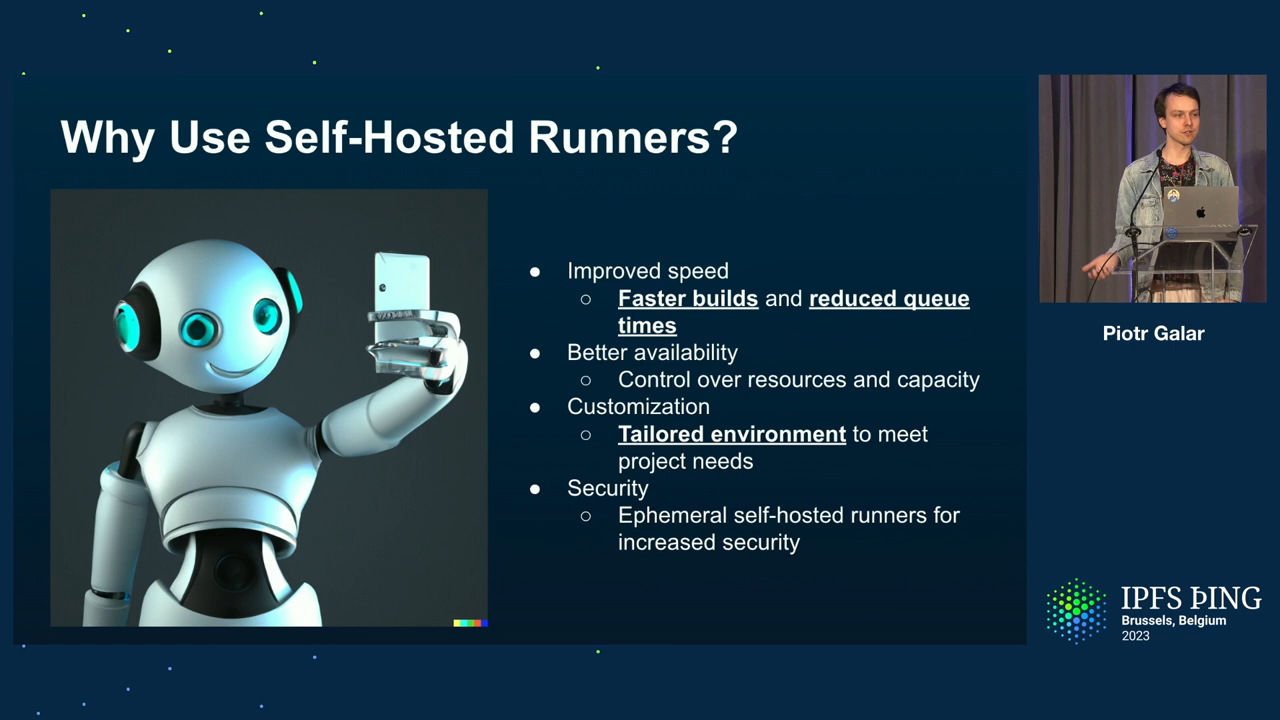 Why Use Self-Hosted Runners?
● Improved speed
○ Faster builds and reduced queue
times
● Better availability
○ Control over resources and capacity
● Customization
○ Tailored environment to meet
project needs
● Security
○ Ephemeral self-hosted runners for
increased security
Piotr Galar
IPFS ÞING
Brussels, Belgium
2023